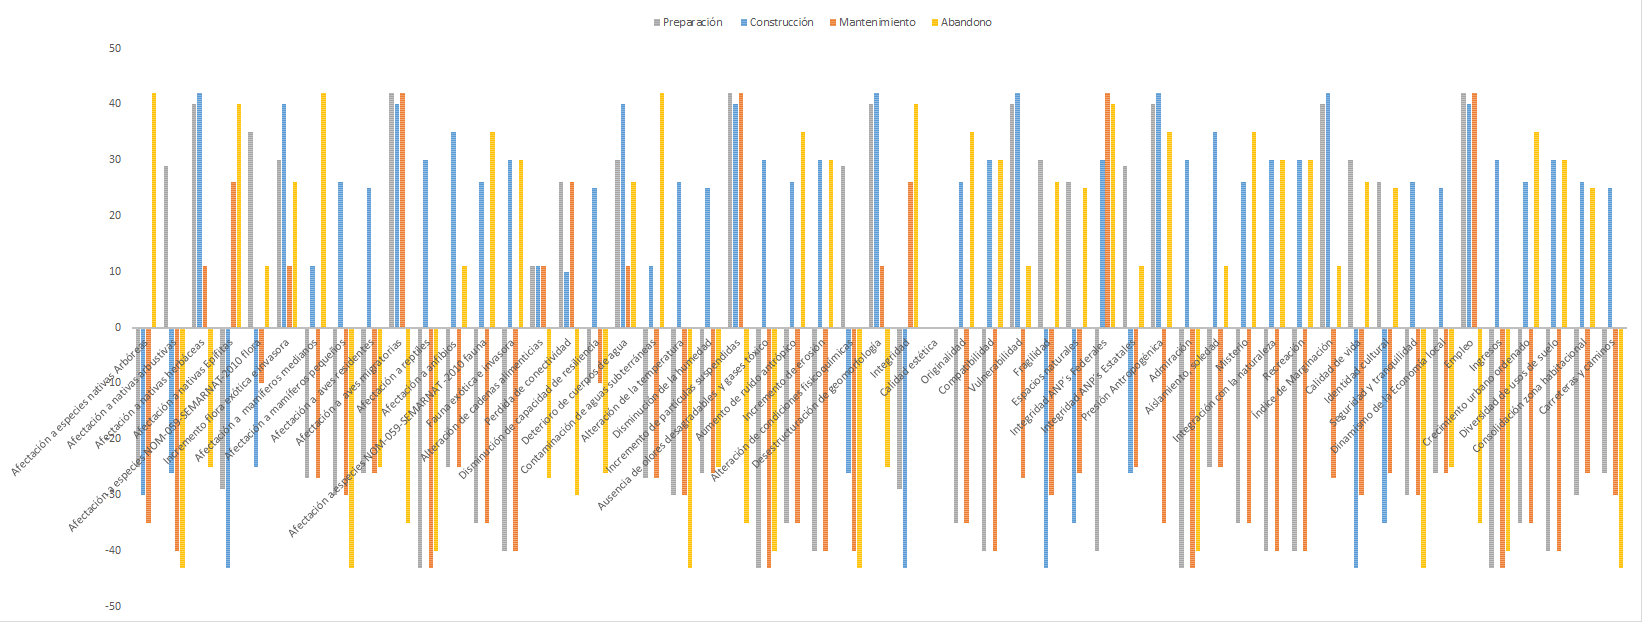 Preparación Construcción Mantenimiento Abandono
50
40
30
20
10
0
-10
-20
-30
-40
-50
Afectación a especies nativas Arbóreas
Afectación a nativas arbustivas
Afectación a nativas herbáceas
Afectación a nativas Epífitas
Afectación a especies NOM-059-SEMARNAT-2010 flora
Incremento flora exótica e invasora
Afectación a mamíferos medianos
Afectación a mamíferos pequeños
Afectación a aves residentes
Afectación a aves migratorias
Afectación a reptiles
Afectación a anfibios
Afectación a especies NOM-059-SEMARNAT-2010 fauna
Fauna exótica e Invasora
Alteración de cadenas alimenticias
Perdida de conectividad
Disminución de capacidad de resiliencia
Deterioro de cuerpos de agua
Contaminación de aguas subterráneas
Alteración de la temperatura
Disminución de la humedad
Incremento de partículas suspendidas
Ausencia de olores desagradables y gases tóxico
Aumento de ruido antropico
Incremento de erosión
Alteración de condiciones fisicoquímicas
Desestructuración de geomorfología
Integridad
Calidad estética
Originalidad
Compatibilidad
Vulnerabilidad
Fragilidad
Espacios naturales
Integridad ANP's Federales
Integridad ANP's Estatales
Presión Antropogénica
Admiración
Aislamiento, soledad
Misterio
Integración con la naturaleza
Recreación
Índice de Marginación
Calidad de vida
Identidad cultural
Seguridad y tranquilidad
Dinamismo de la Economía local
Empleo
Ingresos
Crecimiento urbano ordenado
Diversidad de usos de suelo
Consolidación zona habitacional
Carreteras y caminos